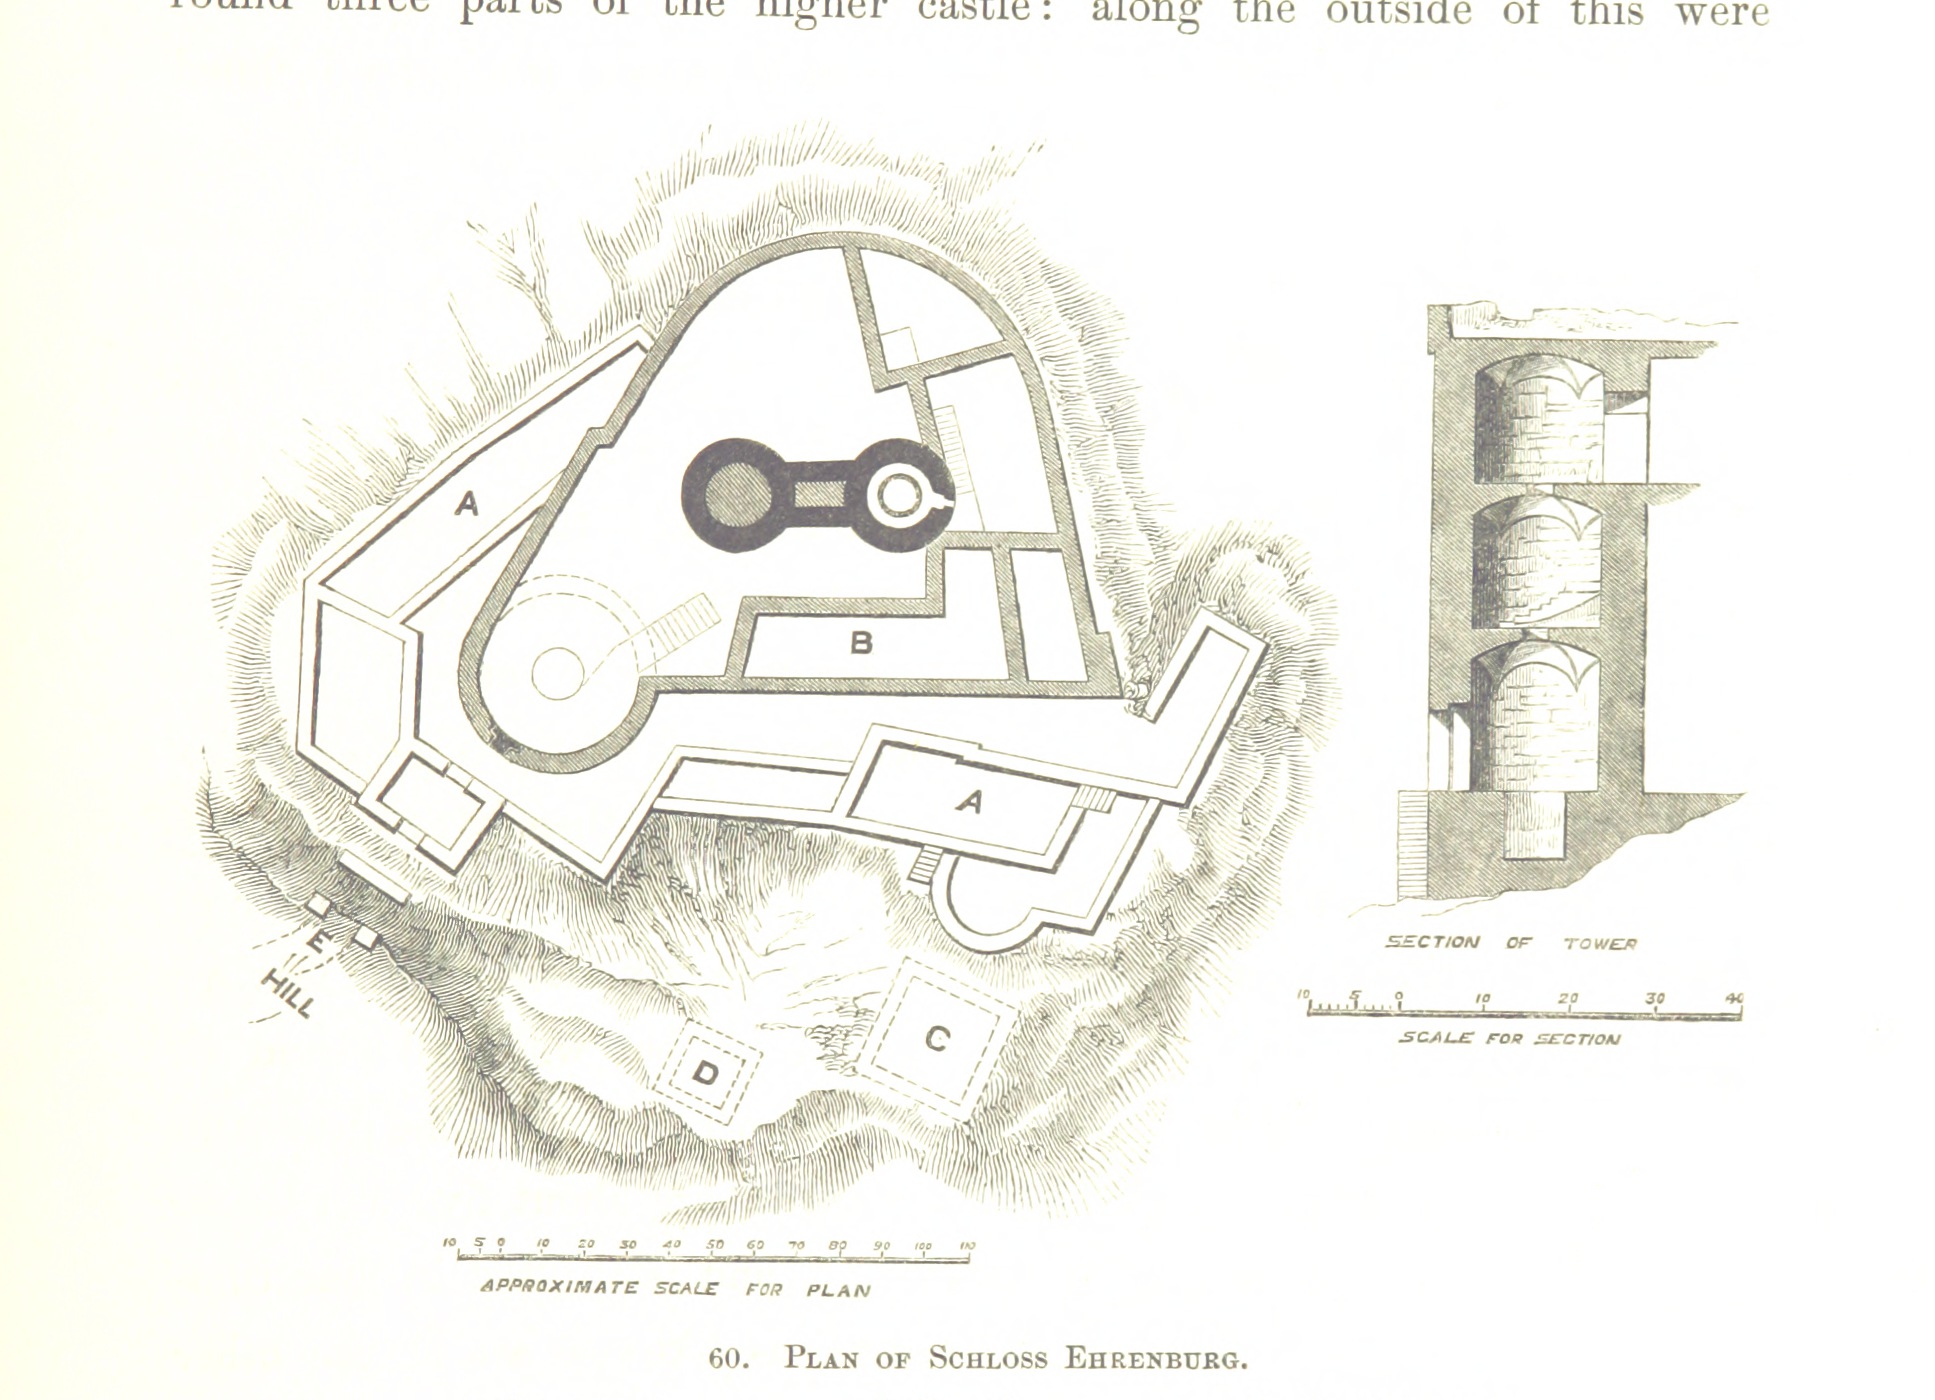 round three parts of the higher castle: along the outside of this were
A
B
A
E
HILL
C
D
SECTION OF TOWER
10 5 0 10 20 30 40
SCALE FOR SECTION
10 5 0 10 20 30 40 50 60 70 80 90 100 110
APPROXIMATE SCALE FOR PLAN
60. PLAN OF SCHLOSS EHRENBURG.